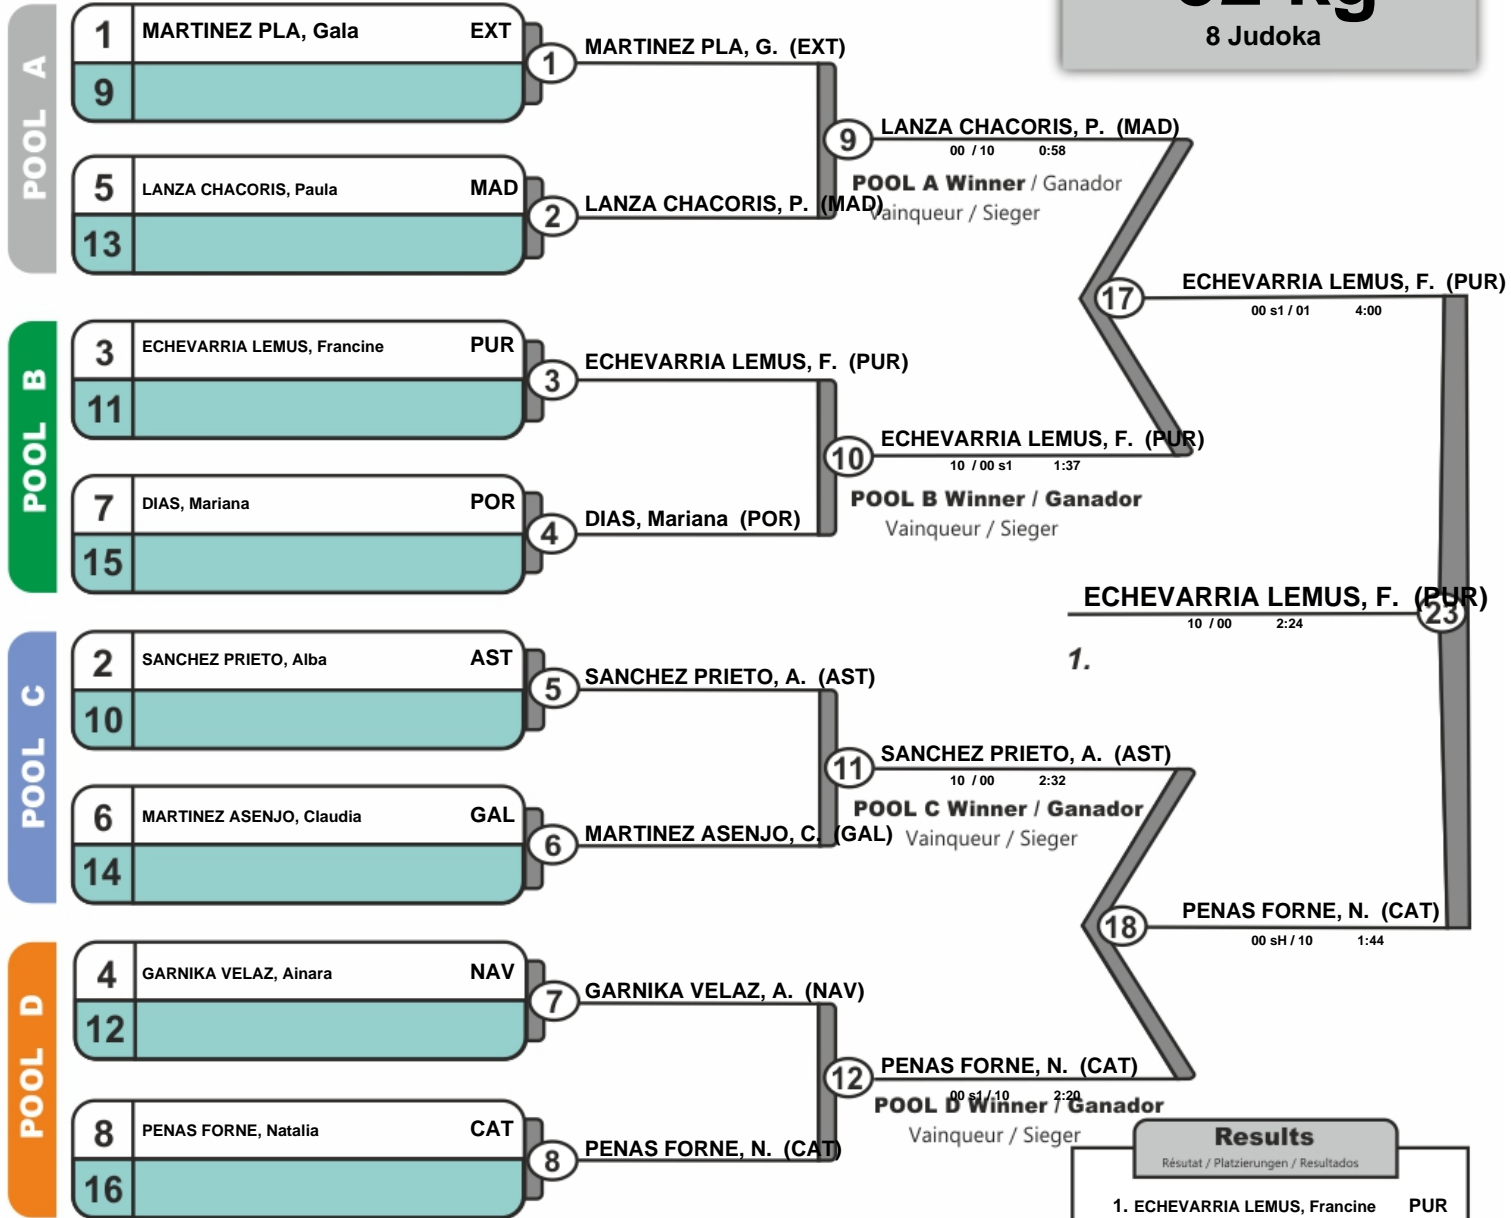 8 Judoka
POOL A
1 MARTINEZ PLA, Gala EXT
9
1
MARTINEZ PLA, G. (EXT)
5 LANZA CHACORIS, Paula MAD
13
2
LANZA CHACORIS, P. (MAD)
9
LANZA CHACORIS, P. (MAD)
00 / 10 0:58
POOL A Winner / Ganador
Vainqueur / Sieger
POOL B
3 ECHEVARRIA LEMUS, Francine PUR
11
3
ECHEVARRIA LEMUS, F. (PUR)
7 DIAS, Mariana POR
15
4
DIAS, Mariana (POR)
10
ECHEVARRIA LEMUS, F. (PUR)
10 / 00 s1 1:37
POOL B Winner / Ganador
Vainqueur / Sieger
17
ECHEVARRIA LEMUS, F. (PUR)
00 s1 / 01 4:00
ECHEVARRIA LEMUS, F. (PUR)
23
10 / 00 2:24
1.
POOL C
2 SANCHEZ PRIETO, Alba AST
10
5
SANCHEZ PRIETO, A. (AST)
6 MARTINEZ ASENJO, Claudia GAL
14
6
MARTINEZ ASENJO, C. (GAL)
11
SANCHEZ PRIETO, A. (AST)
10 / 00 2:32
POOL C Winner / Ganador
Vainqueur / Sieger
POOL D
4 GARNIKA VELAZ, Ainara NAV
12
7
GARNIKA VELAZ, A. (NAV)
8 PENAS FORNE, Natalia CAT
16
8
PENAS FORNE, N. (CAT)
12
PENAS FORNE, N. (CAT)
00 s1 / 10 2:20
POOL D Winner / Ganador
Vainqueur / Sieger
18
PENAS FORNE, N. (CAT)
00 sH / 10 1:44
Results
Résutat / Platzierungen / Resultados
1. ECHEVARRIA LEMUS, Francine PUR